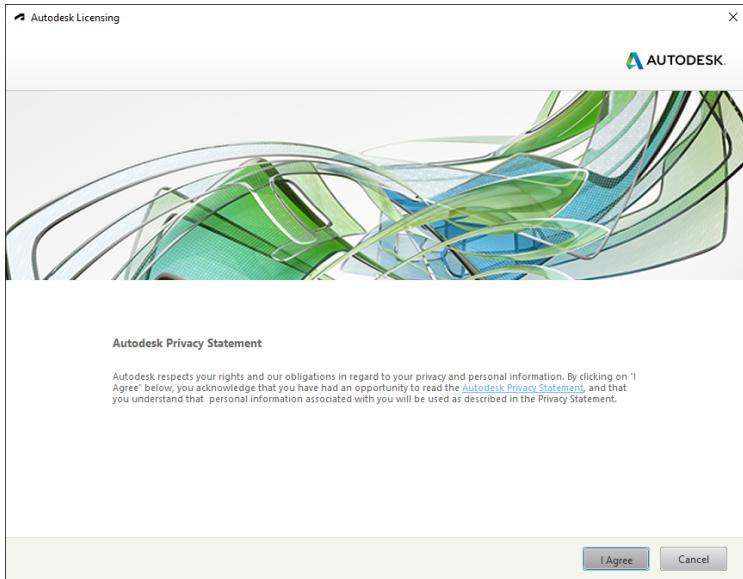 Autodesk Licensing
AUTODESK.
Autodesk Privacy Statement
Autodesk respects your rights and our obligations in regard to your privacy and personal information. By clicking on "I
Agree" below, you acknowledge that you have had an opportunity to read the Autodesk Privacy Statement, and that
you understand that personal information associated with you will be used as described in the Privacy Statement.
I Agree
Cancel